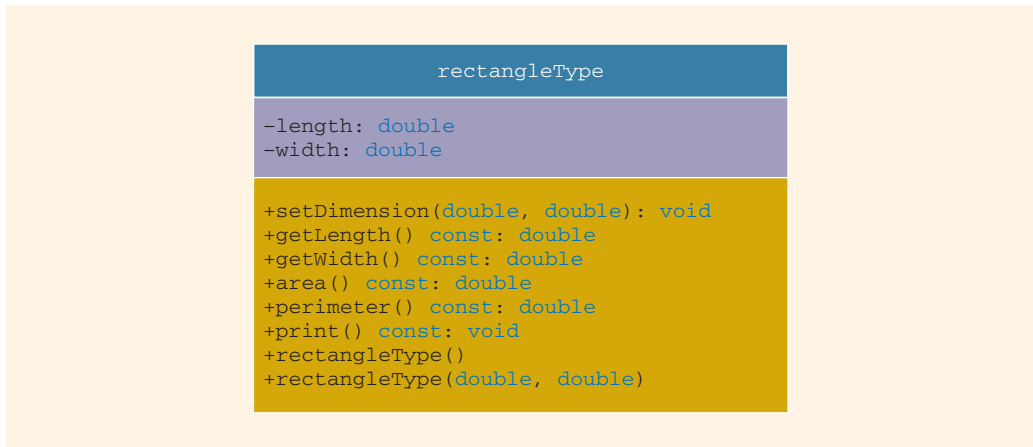 rectangleType
-length: double
-width: double
+setDimension(double, double): void
+getLength() const: double
+getWidth() const: double
+area() const: double
+perimeter() const: double
+print() const: void
+rectangleType()
+rectangleType(double, double)